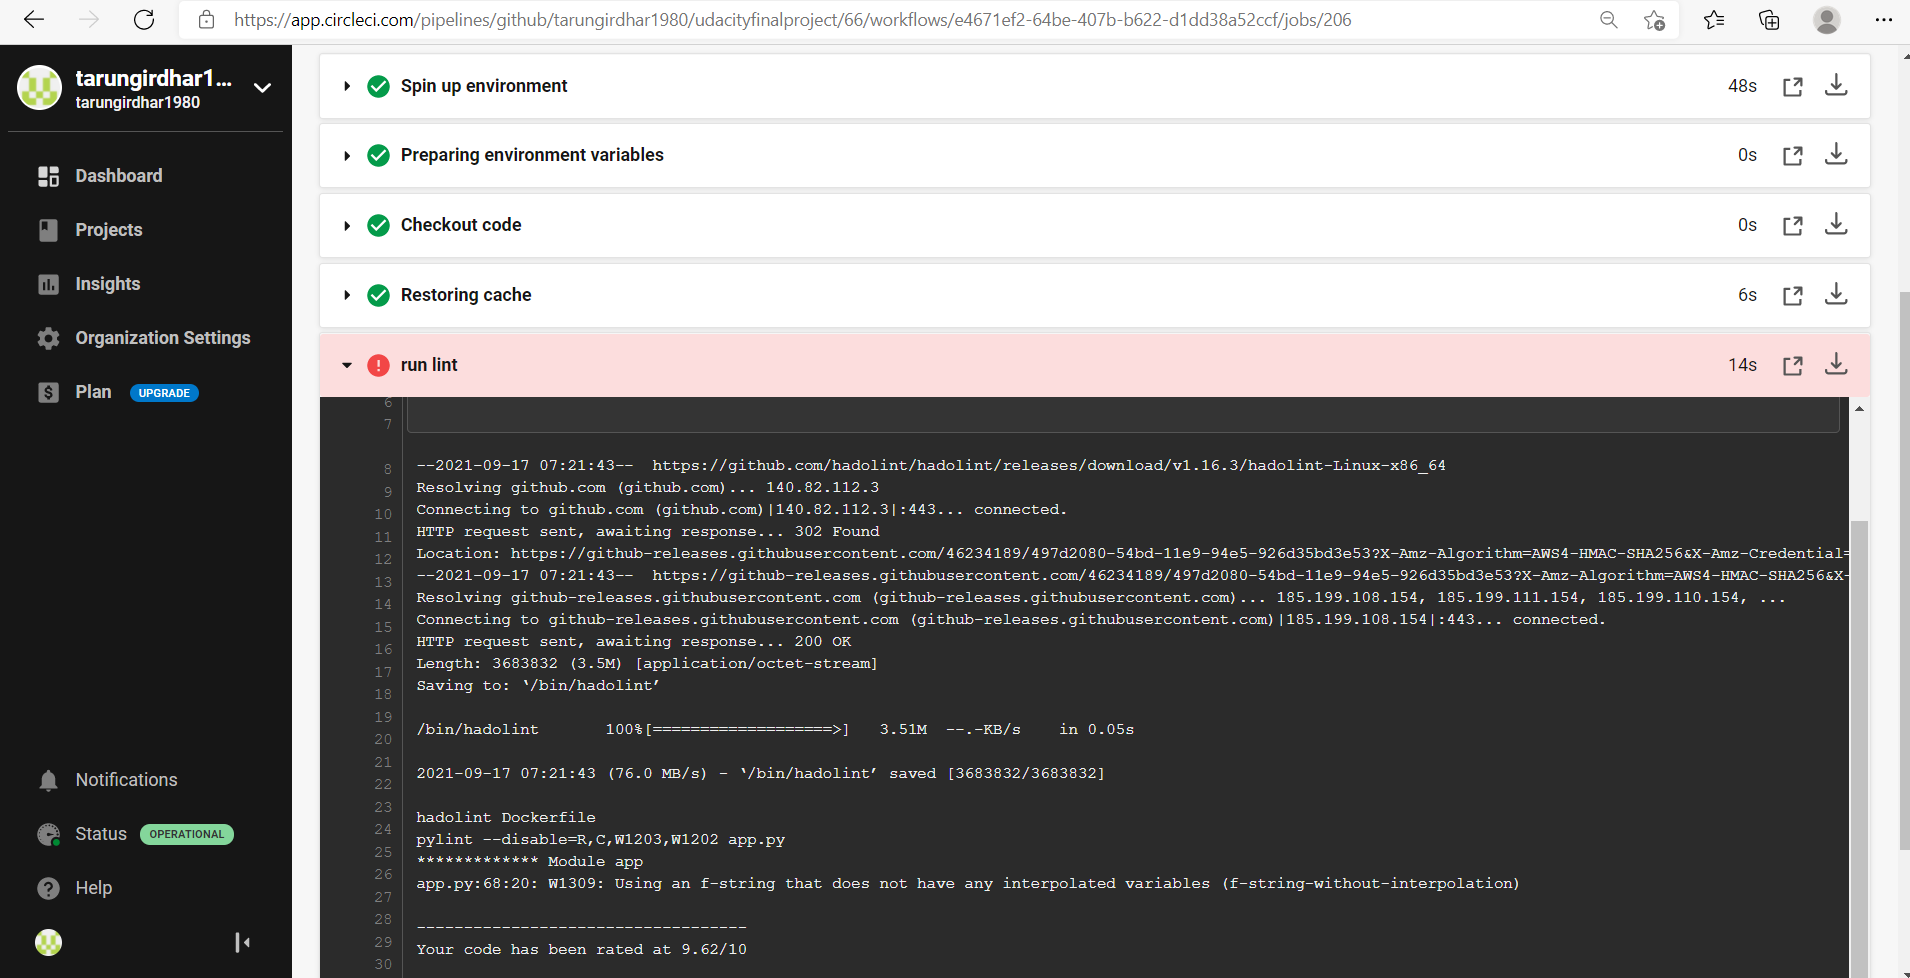 https://app.circleci.com/pipelines/github/tarungirdhar1980/udacityfinalproject/66/workflows/e4671ef2-64be-407b-b622-d1dd38a52ccf/jobs/206
tarungirdhar1...
tarungirdhar1980
Dashboard
Projects
Insights
Organization Settings
Plan UPGRADE
Notifications
Status OPERATIONAL
Help
Spin up environment 48s
Preparing environment variables 0s
Checkout code 0s
Restoring cache 6s
run lint 14s
6
7
8 --2021-09-17 07:21:43-- https://github.com/hadolint/hadolint/releases/download/v1.16.3/hadolint-Linux-x86_64
9 Resolving github.com (github.com)... 140.82.112.3
10 Connecting to github.com (github.com)|140.82.112.3|:443... connected.
11 HTTP request sent, awaiting response... 302 Found
12 Location: https://github-releases.githubusercontent.com/46234189/497d2080-54bd-11e9-94e5-926d35bd3e53?X-Amz-Algorithm=AWS4-HMAC-SHA256&X-Amz-Credential=
13 --2021-09-17 07:21:43-- https://github-releases.githubusercontent.com/46234189/497d2080-54bd-11e9-94e5-926d35bd3e53?X-Amz-Algorithm=AWS4-HMAC-SHA256&X-
14 Resolving github-releases.githubusercontent.com (github-releases.githubusercontent.com)... 185.199.108.154, 185.199.111.154, 185.199.110.154, ...
15 Connecting to github-releases.githubusercontent.com (github-releases.githubusercontent.com)|185.199.108.154|:443... connected.
16 HTTP request sent, awaiting response... 200 OK
17 Length: 3683832 (3.5M) [application/octet-stream]
18 Saving to: ‘/bin/hadolint’
19
20 /bin/hadolint 100%[===================>] 3.51M --.-KB/s in 0.05s
21
22 2021-09-17 07:21:43 (76.0 MB/s) - ‘/bin/hadolint’ saved [3683832/3683832]
23
24 hadolint Dockerfile
25 pylint --disable=R,C,W1203,W1202 app.py
26 ************* Module app
27 app.py:68:20: W1309: Using an f-string that does not have any interpolated variables (f-string-without-interpolation)
28
29 -----------------------------------
30 Your code has been rated at 9.62/10